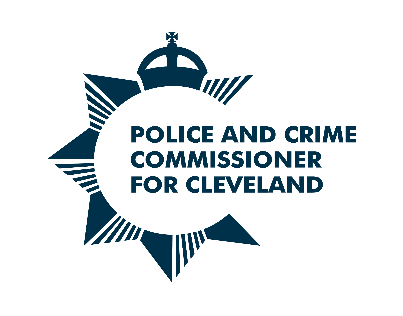 POLICE AND CRIME
COMMISSIONER
FOR CLEVELAND